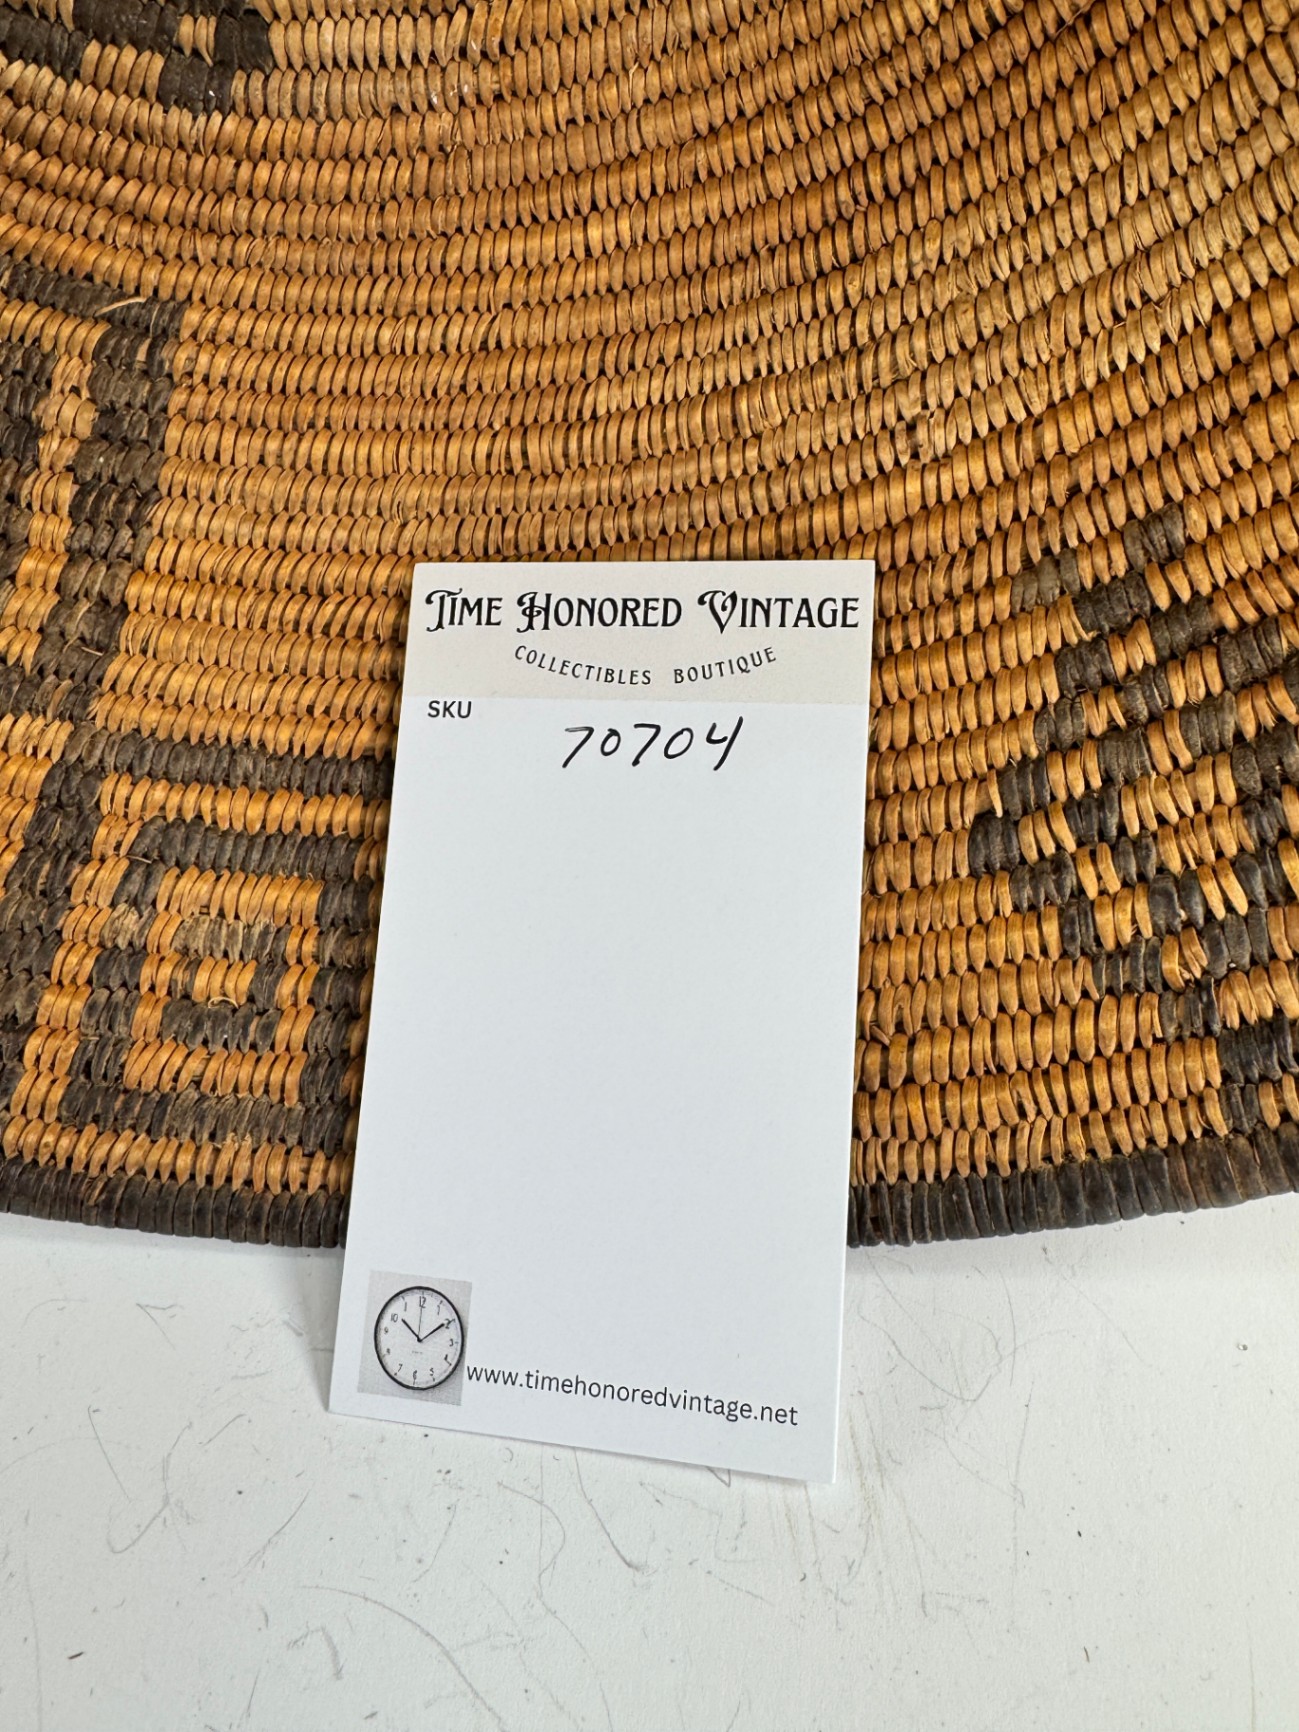 TIME HONORED VINTAGE
COLLECTIBLES BOUTIQUE
SKU
70704
www.timehonoredvintage.net